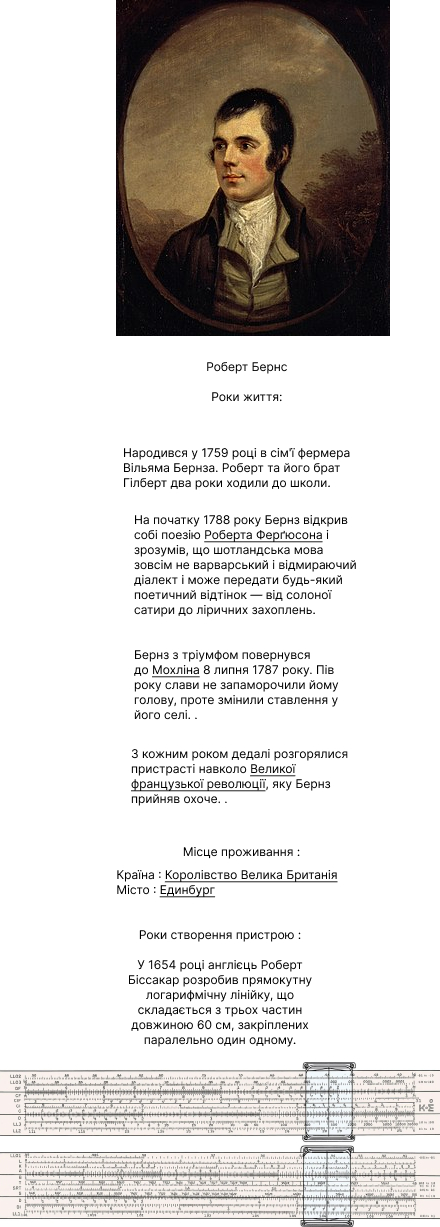 Роберт Бернс
Роки життя:
Народився у 1759 році в сім'ї фермера
Вільяма Бернза. Роберт та його брат
Гілберт два роки ходили до школи.
На початку 1788 року Бернз відкрив
собі поезію Роберта Ферґюсона і
зрозумів, що шотландська мова
зовсім не варварський і відмираючий
діалект і може передати будь-який
поетичний відтінок — від солоної
сатири до ліричних захоплень.
Бернз з тріумфом повернувся
до Мохліна 8 липня 1787 року. Пів
року слави не запаморочили йому
голову, проте змінили ставлення у
його селі. .
З кожним роком дедалі розгорялися
пристрасті навколо Великої
французької революції, яку Бернз
прийняв охоче. .
Місце проживання :
Країна : Королівство Велика Британія
Місто : Единбург
Роки створення пристрою :
У 1654 році англієць Роберт
Біссакар розробив прямокутну
логарифмічну лінійку, що
складається з трьох частин
довжиною 60 см, закріплених
паралельно один одному.